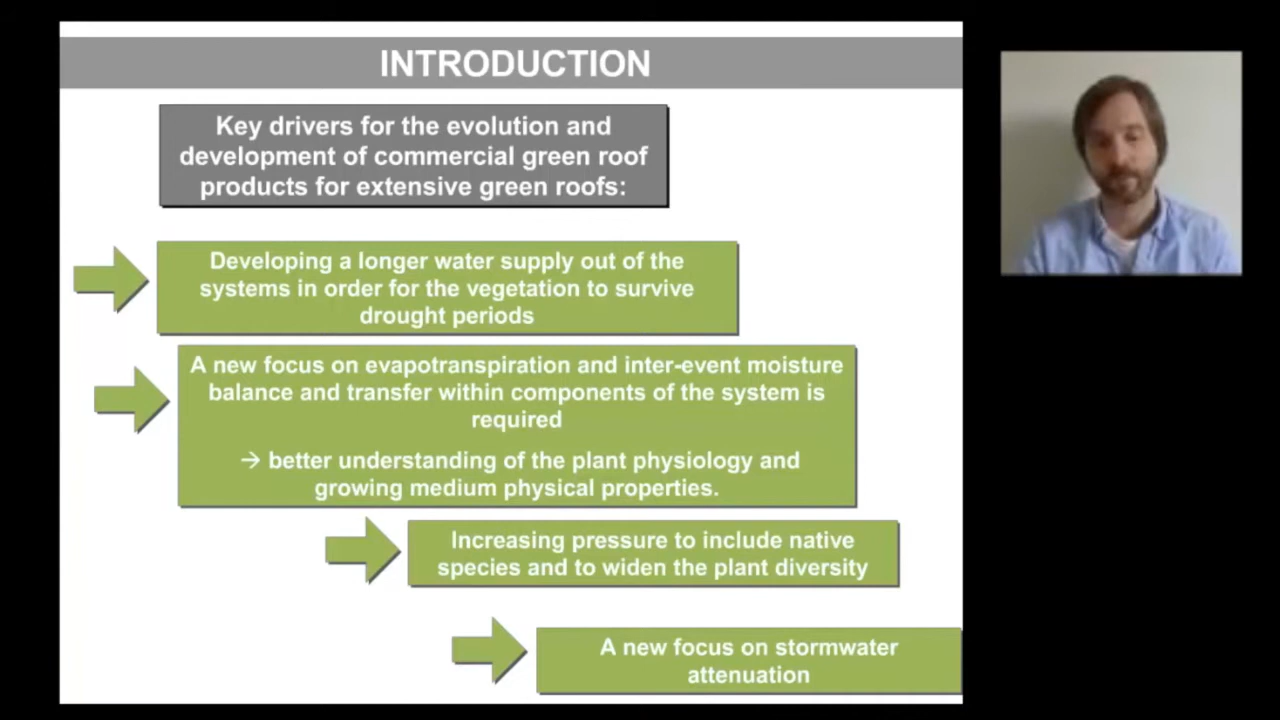 INTRODUCTION
Key drivers for the evolution and
development of commercial green roof
products for extensive green roofs:
Developing a longer water supply out of the
systems in order for the vegetation to survive
drought periods
A new focus on evapotranspiration and inter-event moisture
balance and transfer within components of the system is
required
→ better understanding of the plant physiology and
growing medium physical properties.
Increasing pressure to include native
species and to widen the plant diversity
A new focus on stormwater
attenuation